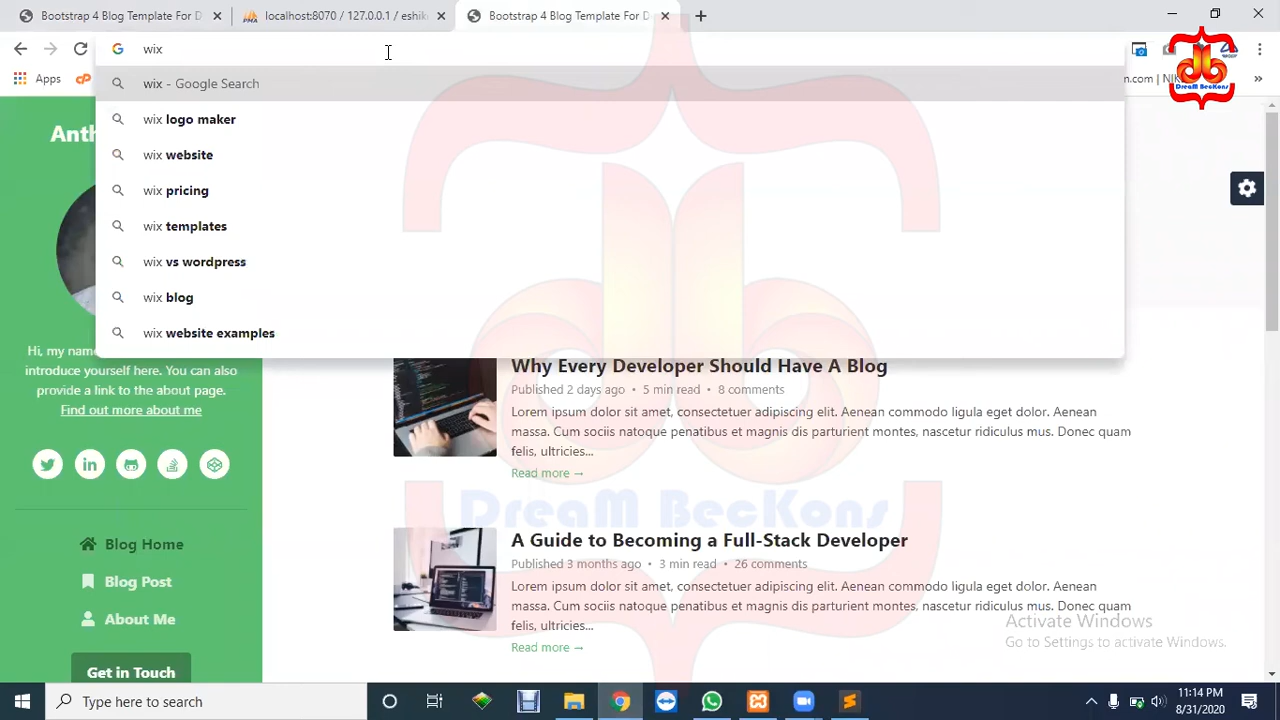 Bootstrap 4 Blog Template For D
localhost:8070 / 127.0.0.1 / eshik
Bootstrap 4 Blog Template For D
wix
Apps
cP
wix - Google Search
wix logo maker
wix website
wix pricing
wix templates
wix vs wordpress
wix blog
wix website examples
DreaM BecKons
Anth
Hi, my name
introduce yourself here. You can also
provide a link to the about page.
Find out more about me
Blog Home
Blog Post
About Me
Get in Touch
Why Every Developer Should Have A Blog
Published 2 days ago • 5 min read • 8 comments
Lorem ipsum dolor sit amet, consectetuer adipiscing elit. Aenean commodo ligula eget dolor. Aenean
massa. Cum sociis natoque penatibus et magnis dis parturient montes, nascetur ridiculus mus. Donec quam
felis, ultricies...
Read more →
DreaM BecKons
A Guide to Becoming a Full-Stack Developer
Published 3 months ago • 3 min read • 26 comments
Lorem ipsum dolor sit amet, consectetuer adipiscing elit. Aenean commodo ligula eget dolor. Aenean
massa. Cum sociis natoque penatibus et magnis dis parturient montes, nascetur ridiculus mus. Donec quam
felis, ultricies...
Read more →
Activate Windows
Go to Settings to activate Windows.
Type here to search
11:14 PM
8/31/2020